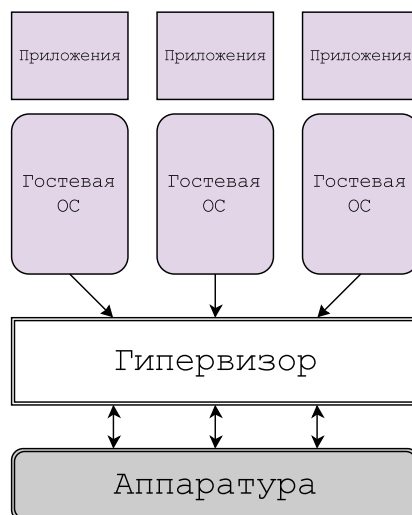 Приложения
Приложения
Приложения
Гостевая
ОС
Гостевая
ОС
Гостевая
ОС
Гипервизор
Аппаратура